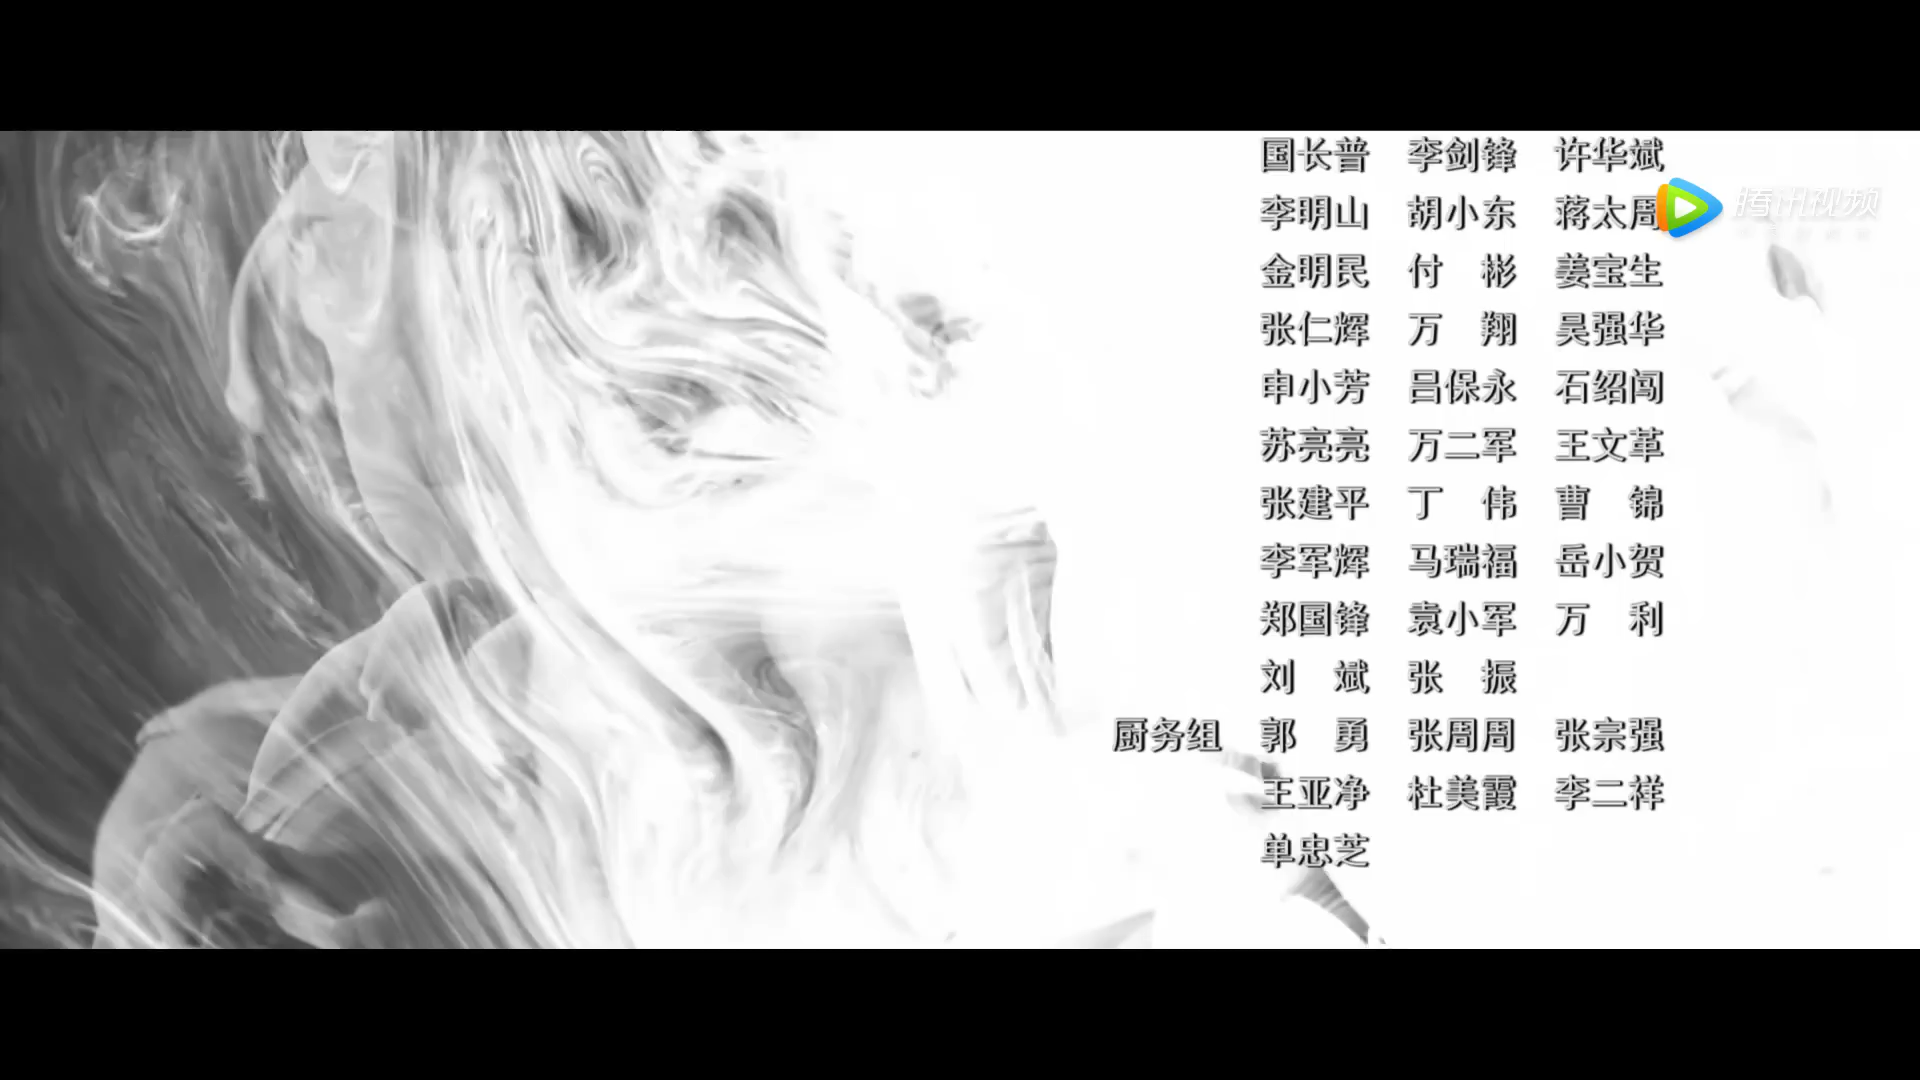 国长普 李剑锋 许华斌
李明山 胡小东 蒋太周
腾讯视频
金明民 付 彬 姜宝生
张仁辉 万 翔 吴强华
申小芳 吕保永 石绍闯
苏亮亮 万二军 王文革
张建平 丁 伟 曹 锦
李军辉 马瑞福 岳小贺
郑国锋 袁小军 万 利
刘 斌 张 振
厨务组 郭 勇 张周周 张宗强
王亚净 杜美霞 李二祥
单忠芝